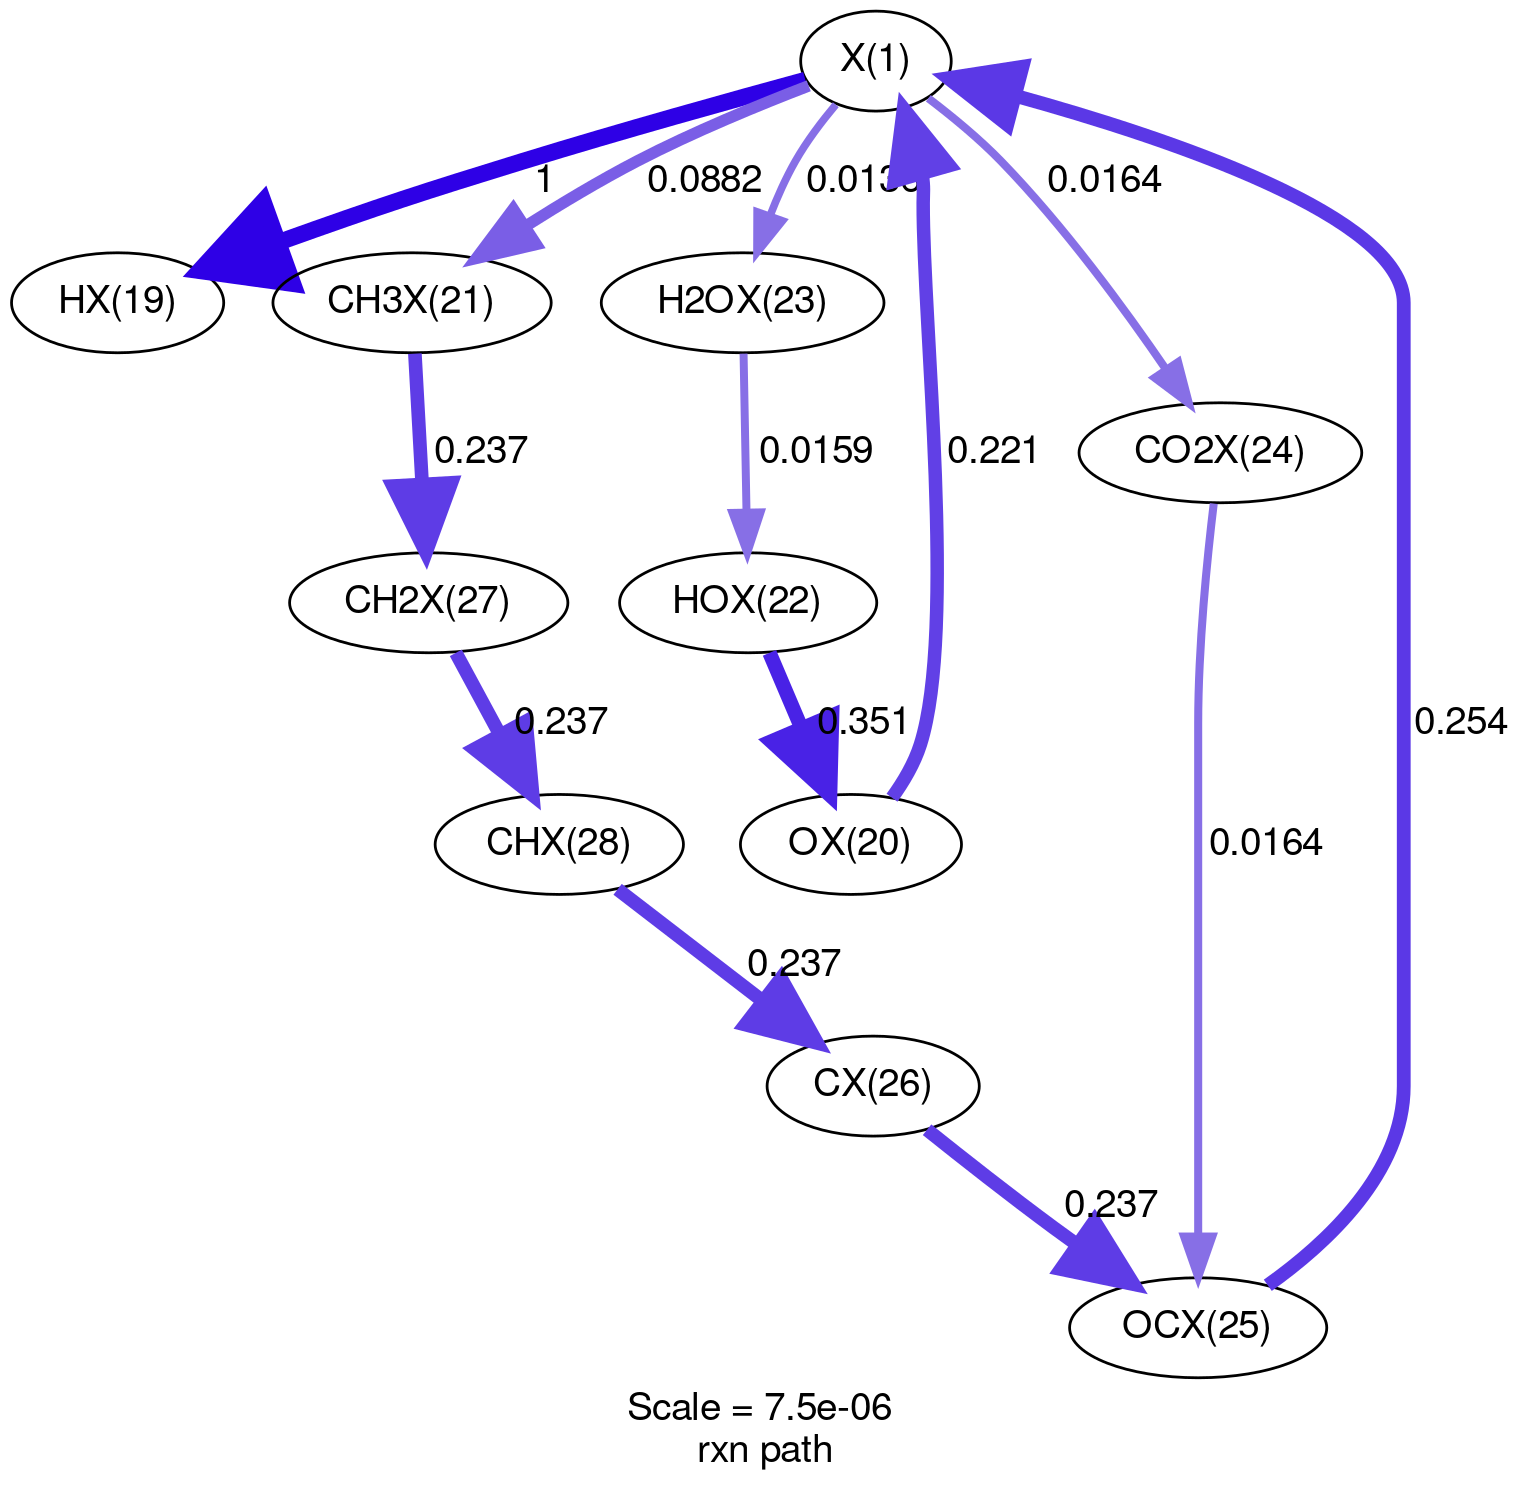 X(1)
1
0.0882
0.0164
HX(19)
CH3X(21)
H2OX(23)
0.237
0.0159
0.221
CO2X(24)
CH2X(27)
HOX(22)
0.237
0.351
0.254
CHX(28)
OX(20)
0.0164
0.237
CX(26)
0.237
OCX(25)
Scale = 7.5e-06
rxn path